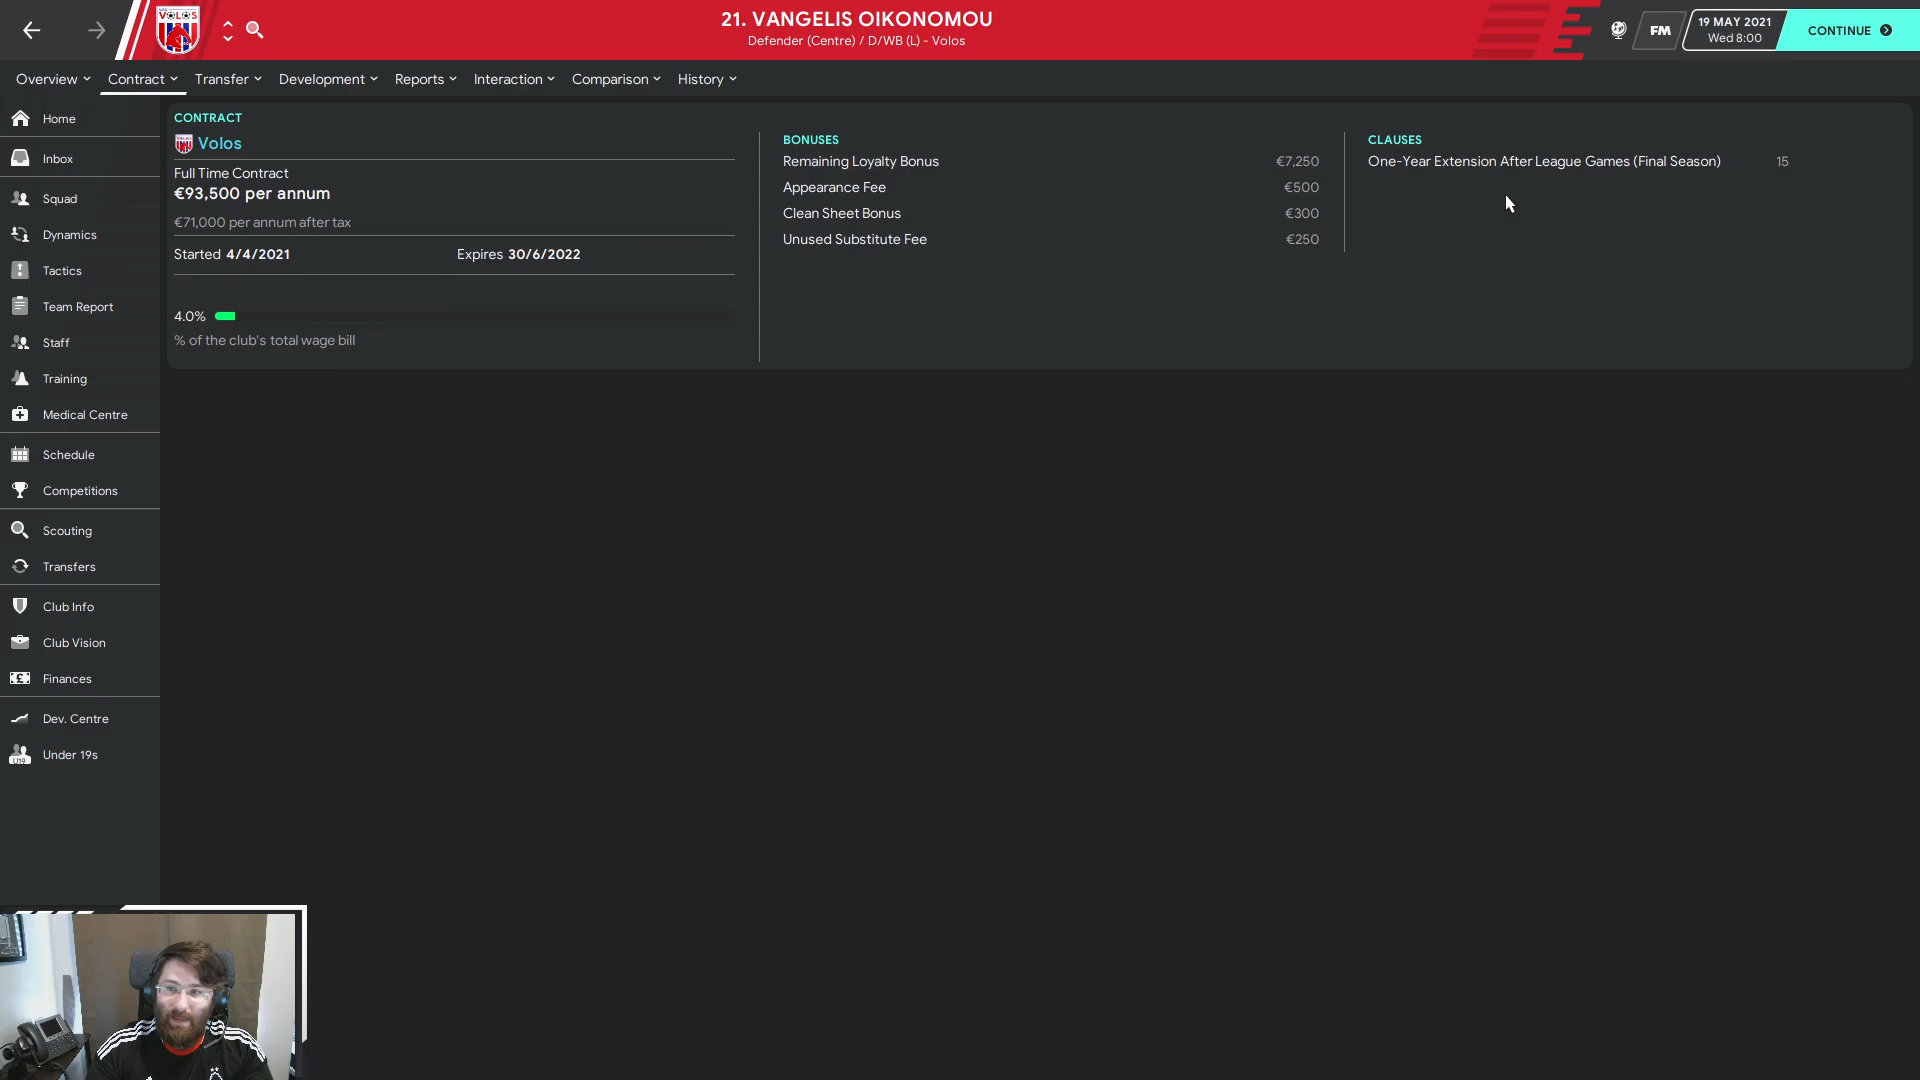 VOLOS
21. VANGELIS OIKONOMOU
Defender (Centre) / D/WB (L) - Volos
FM
19 MAY 2021
Wed 8:00
CONTINUE
Overview
Contract
Transfer
Development
Reports
Interaction
Comparison
History
Home
Inbox
Squad
Dynamics
Tactics
Team Report
Staff
Training
Medical Centre
Schedule
Competitions
Scouting
Transfers
Club Info
Club Vision
Finances
Dev. Centre
U19
Under 19s
CONTRACT
Volos
Full Time Contract
€93,500 per annum
€71,000 per annum after tax
Started 4/4/2021
Expires 30/6/2022
4.0%
% of the club's total wage bill
BONUSES
Remaining Loyalty Bonus €7,250
Appearance Fee €500
Clean Sheet Bonus €300
Unused Substitute Fee €250
CLAUSES
One-Year Extension After League Games (Final Season) 15